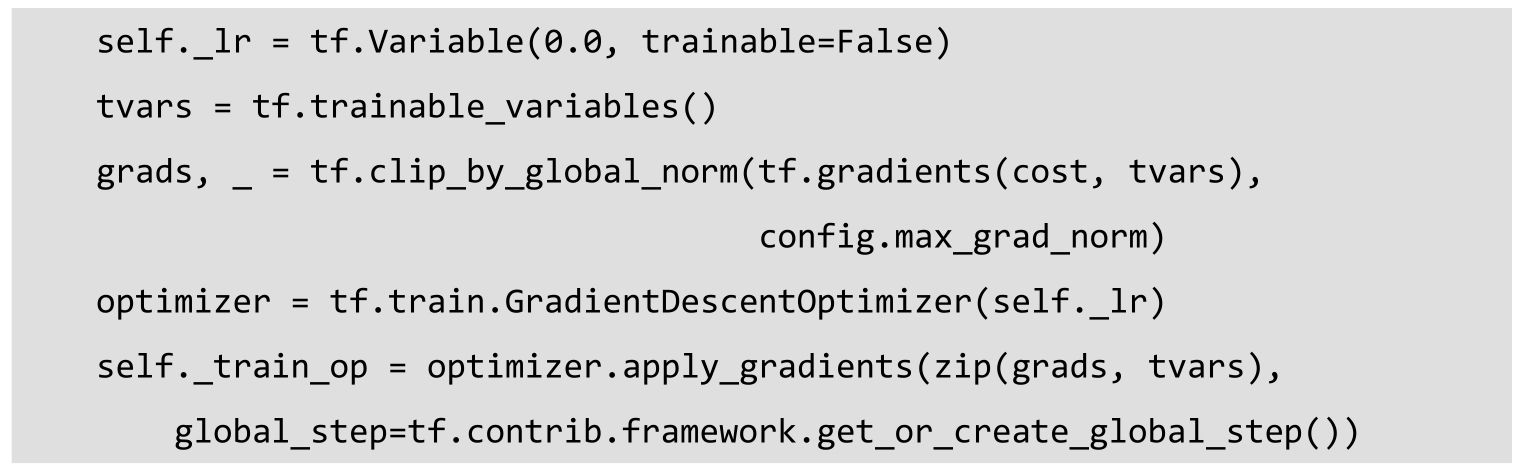 self._lr = tf.Variable(0.0, trainable=False)
tvars = tf.trainable_variables()
grads, _ = tf.clip_by_global_norm(tf.gradients(cost, tvars),
config.max_grad_norm)
optimizer = tf.train.GradientDescentOptimizer(self._lr)
self._train_op = optimizer.apply_gradients(zip(grads, tvars),
global_step=tf.contrib.framework.get_or_create_global_step())